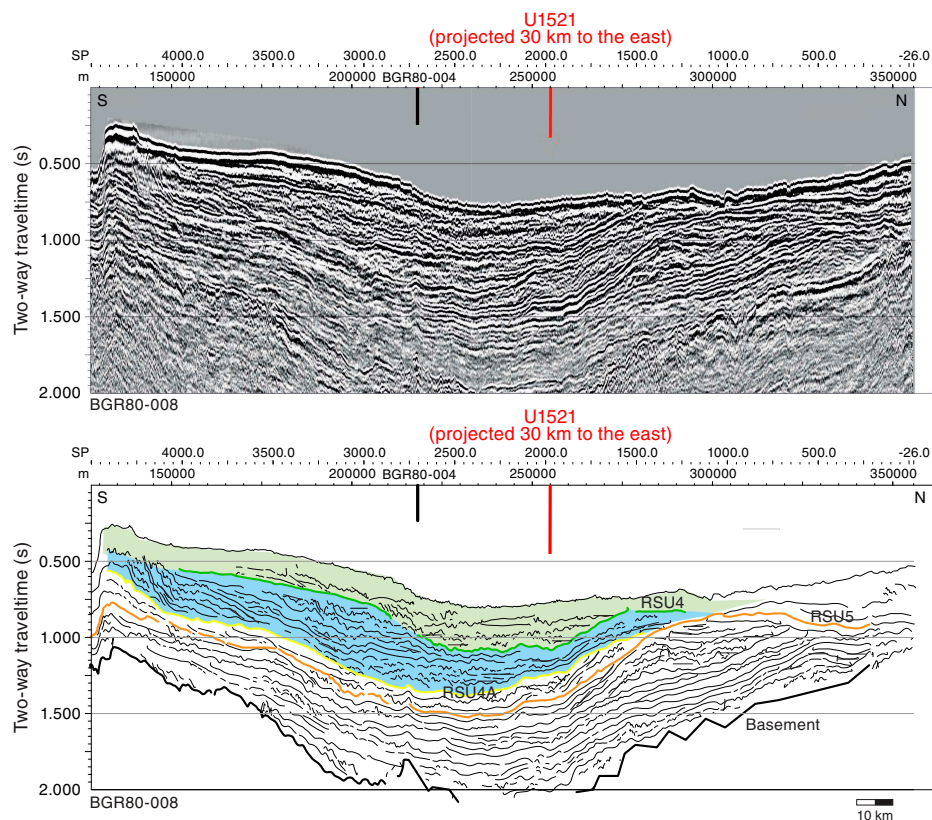 U1521
(projected 30 km to the east)
SP 4000.0 3500.0 3000.0 2500.0 2000.0 1500.0 1000.0 500.0 -26.0
m 150000 200000 BGR80-004 250000 300000 350000
S N
0.500
1.000
1.500
2.000
Two-way traveltime (s)
BGR80-008
U1521
(projected 30 km to the east)
SP 4000.0 3500.0 3000.0 2500.0 2000.0 1500.0 1000.0 500.0 -26.0
m 150000 200000 BGR80-004 250000 300000 350000
S N
0.500
RSU4
RSU5
1.000
RSU4A
1.500
Basement
2.000
Two-way traveltime (s)
BGR80-008
10 km